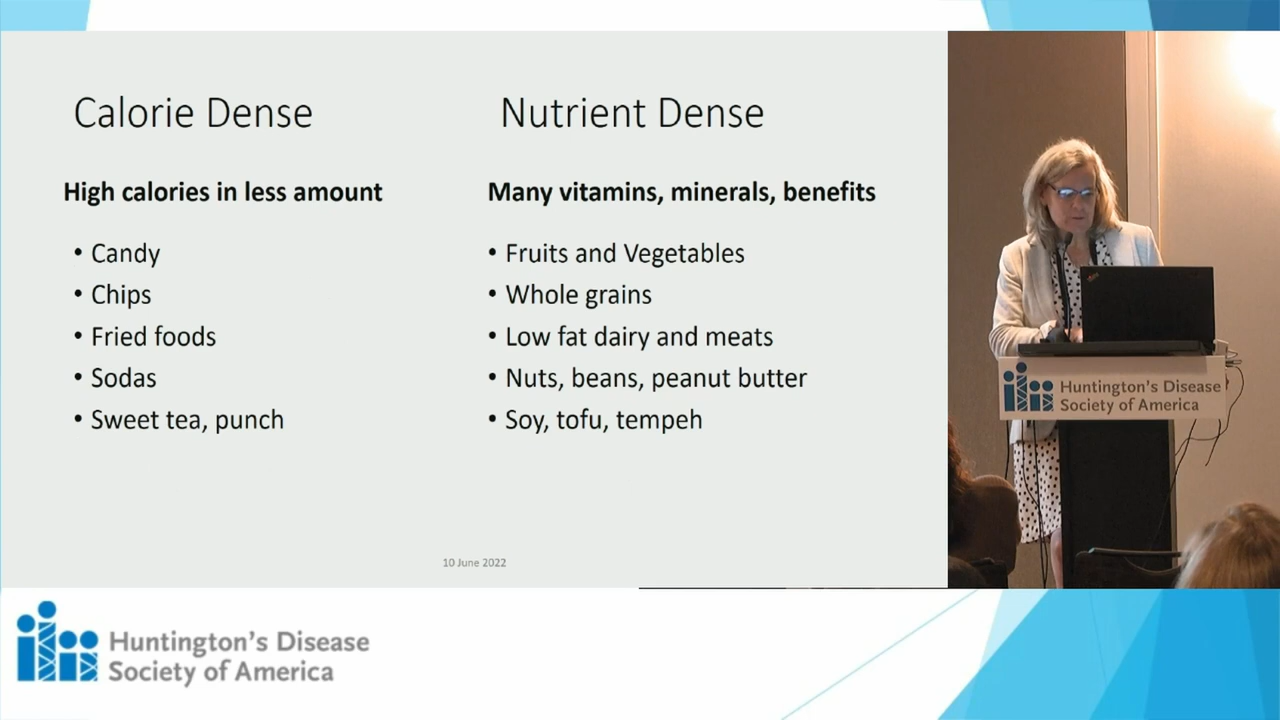 Calorie Dense
High calories in less amount
• Candy
• Chips
• Fried foods
• Sodas
• Sweet tea, punch
Nutrient Dense
Many vitamins, minerals, benefits
• Fruits and Vegetables
• Whole grains
• Low fat dairy and meats
• Nuts, beans, peanut butter
• Soy, tofu, tempeh
10 June 2022
Huntington's Disease
Society of America
Huntington's Disease
Society of America